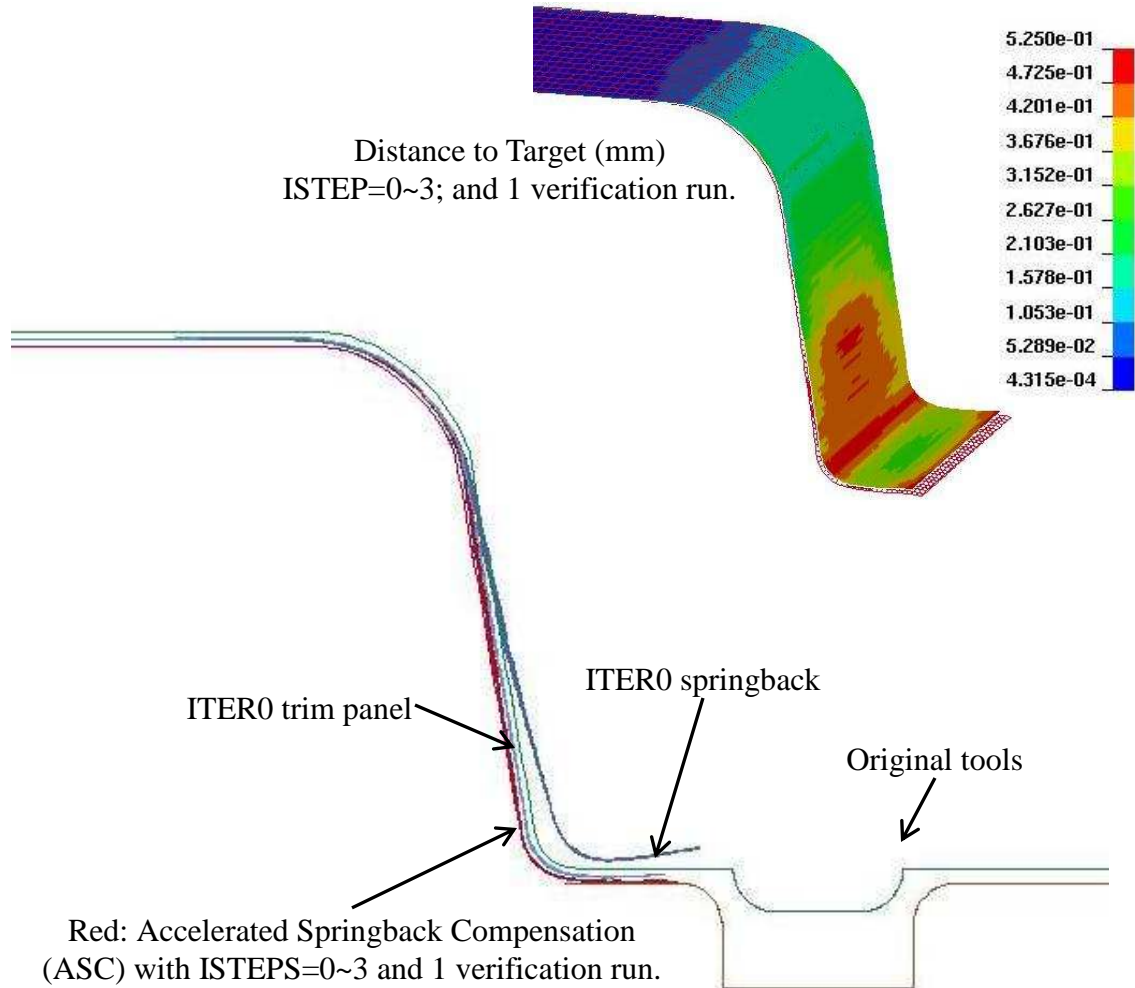 5.250e-01
4.725e-01
4.201e-01
3.676e-01
3.152e-01
2.627e-01
2.103e-01
1.578e-01
1.053e-01
5.289e-02
4.315e-04
Distance to Target (mm)
ISTEP=0~3; and 1 verification run.
ITER0 trim panel
ITER0 springback
Original tools
Red: Accelerated Springback Compensation
(ASC) with ISTEPS=0~3 and 1 verification run.